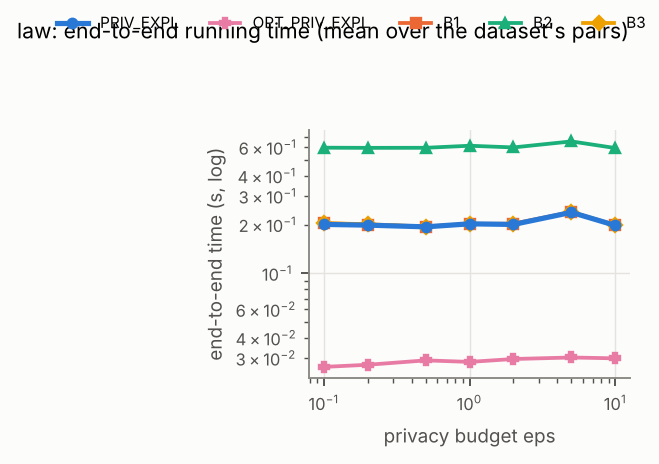 PRIV_EXPL OPT_PRIV_EXPL B1 B2 B3
law: end-to-end running time (mean over the dataset's pairs)
6 × 10⁻¹
4 × 10⁻¹
3 × 10⁻¹
2 × 10⁻¹
10⁻¹
6 × 10⁻²
4 × 10⁻²
3 × 10⁻²
end-to-end time (s, log)
10⁻¹ 10⁰ 10¹
privacy budget eps